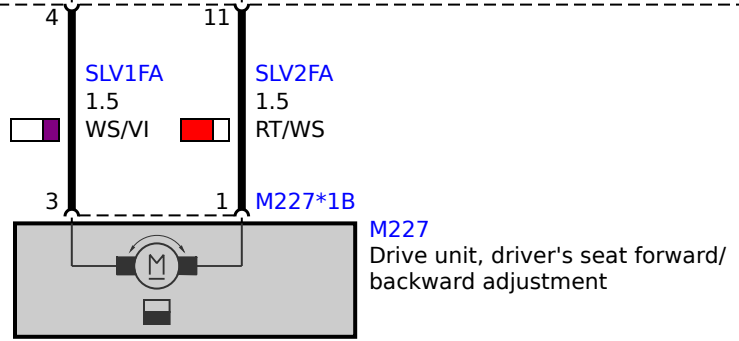 4
11
SLV1FA
1.5
WS/VI
SLV2FA
1.5
RT/WS
3
1
M227*1B
M227
Drive unit, driver's seat forward/
backward adjustment
M